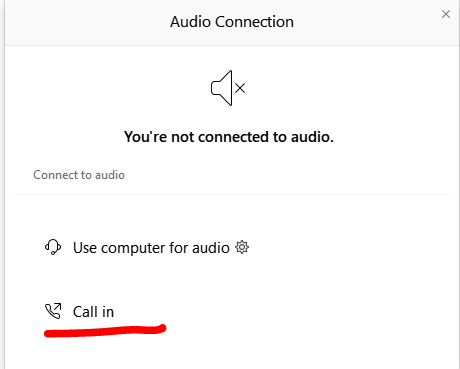 Audio Connection
You're not connected to audio.
Connect to audio
Use computer for audio
Call in